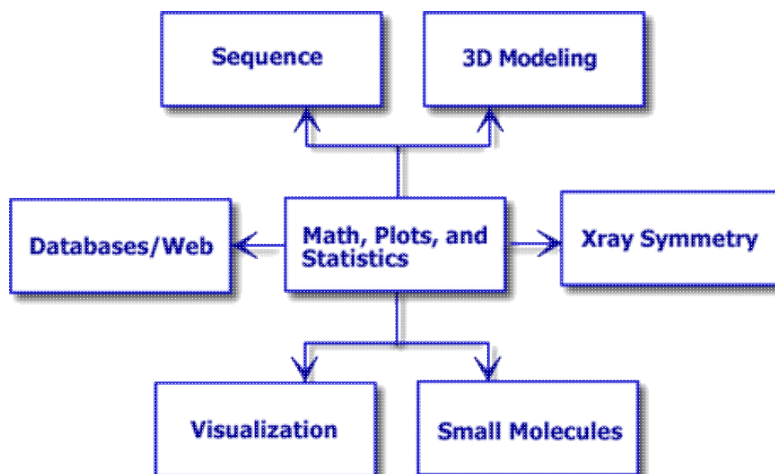 Sequence
3D Modeling
Databases/Web
Math, Plots, and
Statistics
Xray Symmetry
Visualization
Small Molecules